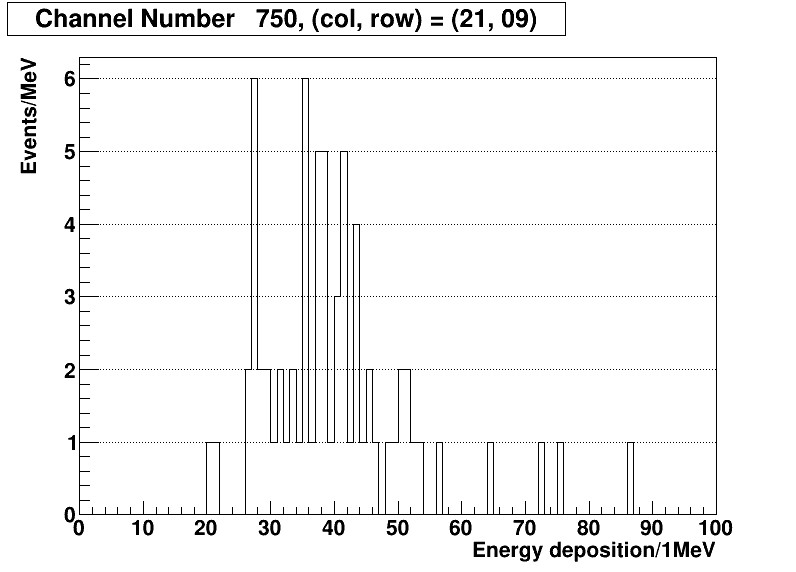 Channel Number   750, (col, row) = (21, 09)
Events/MeV
6
5
4
3
2
1
0
0 10 20 30 40 50 60 70 80 90 100
Energy deposition/1MeV